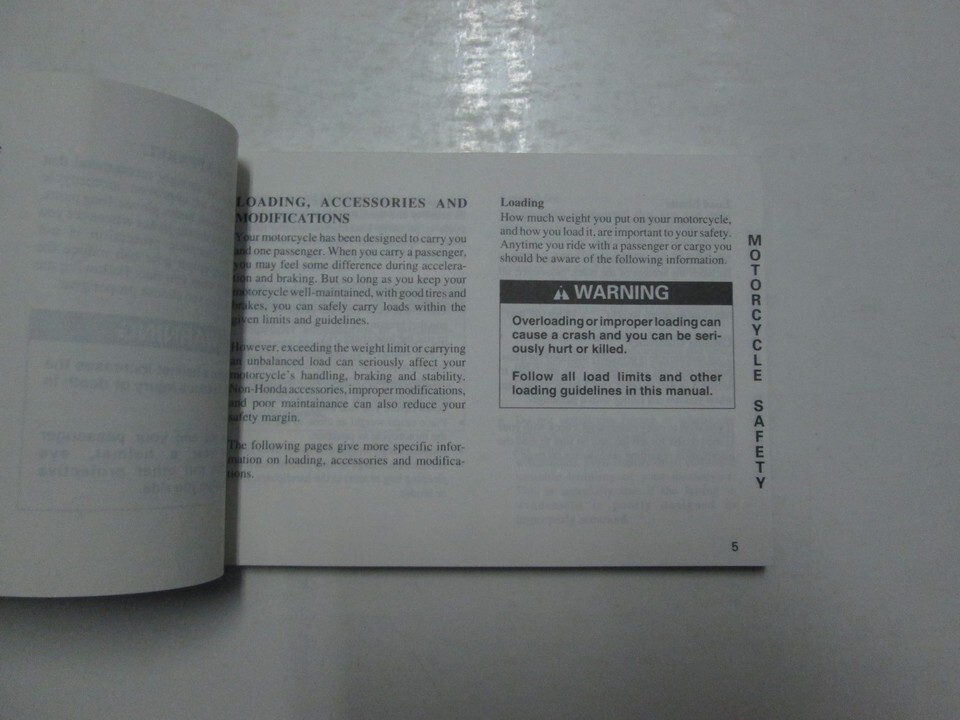 LOADING, ACCESSORIES AND
MODIFICATIONS
Your motorcycle has been designed to carry you
and one passenger. When you carry a passenger,
you may feel some difference during accelera-
tion and braking. But so long as you keep your
motorcycle well-maintained, with good tires and
brakes, you can safely carry loads within the
given limits and guidelines.
However, exceeding the weight limit or carrying
an unbalanced load can seriously affect your
motorcycle's handling, braking and stability.
Non-Honda accessories, improper modifications,
and poor maintainance can also reduce your
safety margin.
The following pages give more specific infor-
mation on loading, accessories and modifica-
tions.
Loading
How much weight you put on your motorcycle,
and how you load it, are important to your safety.
Anytime you ride with a passenger or cargo you
should be aware of the following information.
WARNING
Overloading or improper loading can
cause a crash and you can be seri-
ously hurt or killed.
Follow all load limits and other
loading guidelines in this manual.
MOTORCYCLE SAFETY
5